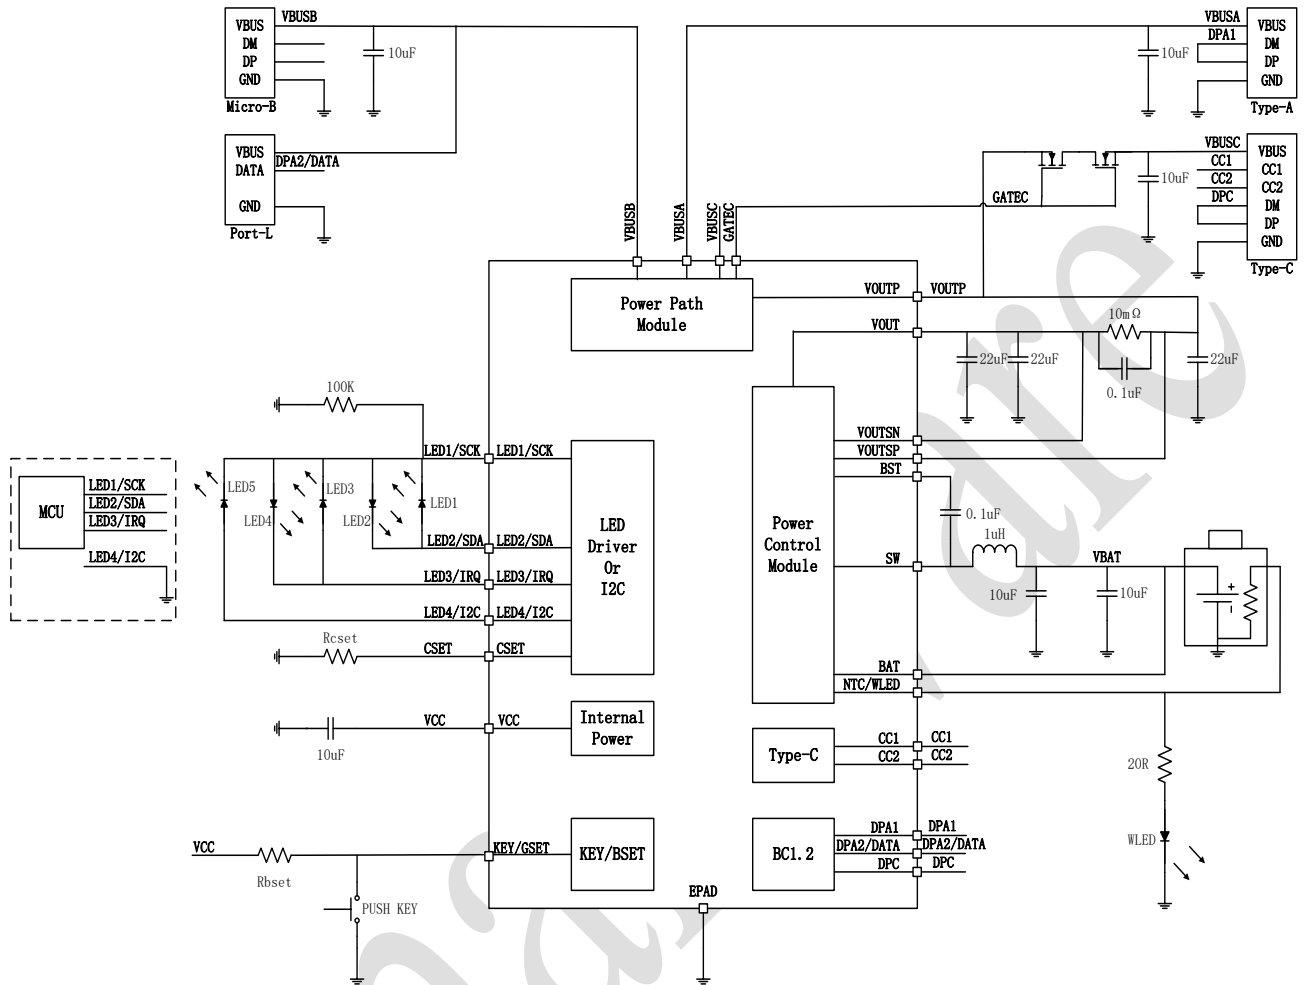 VBUS
VBUSB
DM
DP
GND
Micro-B
10uF
VBUS
DPA2/DATA
DATA
GND
Port-L
VBUSA
VBUS
DPA1
DM
DP
GND
Type-A
10uF
VBUSC
VBUS
CC1
CC1
CC2
CC2
DPC
DM
DP
GND
Type-C
10uF
GATEC
VBUSB
VBUSA
VBUSC
GATEC
Power Path
Module
VOUTP
VOUTP
VOUT
10mΩ
22uF
22uF
22uF
0.1uF
100K
LED1/SCK
LED1/SCK
LED5
LED4
LED3
LED2
LED1
LED2/SDA
LED2/SDA
LED3/IRQ
LED3/IRQ
LED4/I2C
LED4/I2C
Rcset
CSET
CSET
LED
Driver
Or
I2C
MCU
LED1/SCK
LED2/SDA
LED3/IRQ
LED4/I2C
VOUTSN
VOUTSP
BST
0.1uF
1uH
Power
Control
Module
SW
VBAT
10uF
10uF
+
BAT
NTC/WLED
10uF
VCC
VCC
Internal
Power
Type-C
CC1
CC1
CC2
CC2
20R
WLED
VCC
Rbset
KEY/GSET
KEY/BSET
PUSH KEY
BC1.2
DPA1
DPA1
DPA2/DATA
DPA2/DATA
DPC
DPC
EPAD